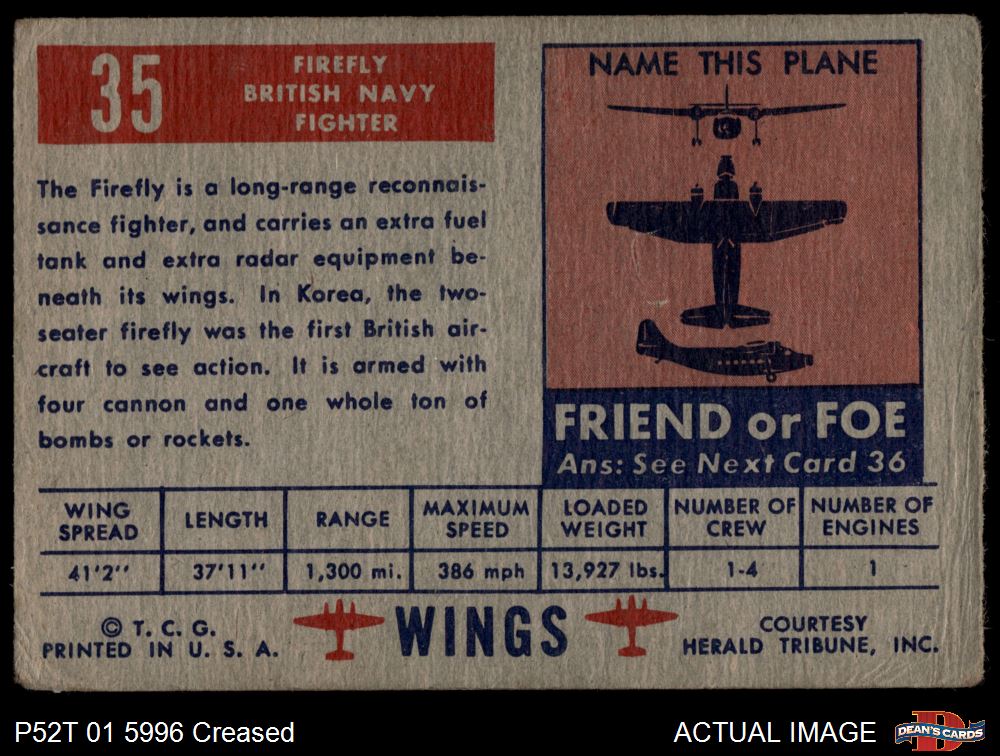 35
FIREFLY
BRITISH NAVY
FIGHTER
The Firefly is a long-range reconnais-
sance fighter, and carries an extra fuel
tank and extra radar equipment be-
neath its wings. In Korea, the two-
seater firefly was the first British air-
craft to see action. It is armed with
four cannon and one whole ton of
bombs or rockets.
NAME THIS PLANE
FRIEND or FOE
Ans: See Next Card 36
WING SPREAD LENGTH RANGE MAXIMUM SPEED LOADED WEIGHT NUMBER OF CREW NUMBER OF ENGINES
41'2" 37'11" 1,300 mi. 386 mph 13,927 lbs. 1-4 1
© T. C. G.
PRINTED IN U. S. A.
WINGS
COURTESY
HERALD TRIBUNE, INC.
P52T 01 5996 Creased
ACTUAL IMAGE
D
DEAN'S CARDS